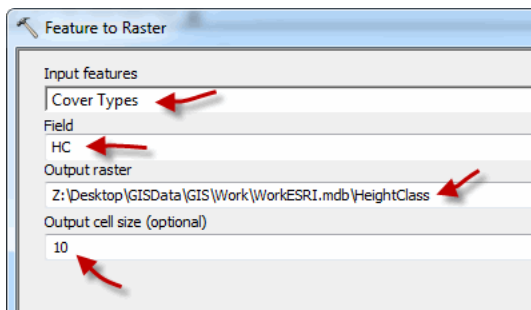 Feature to Raster
Input features
Cover Types
Field
HC
Output raster
Z:\Desktop\GISData\GIS\Work\WorkESRI.mdb\HeightClass
Output cell size (optional)
10